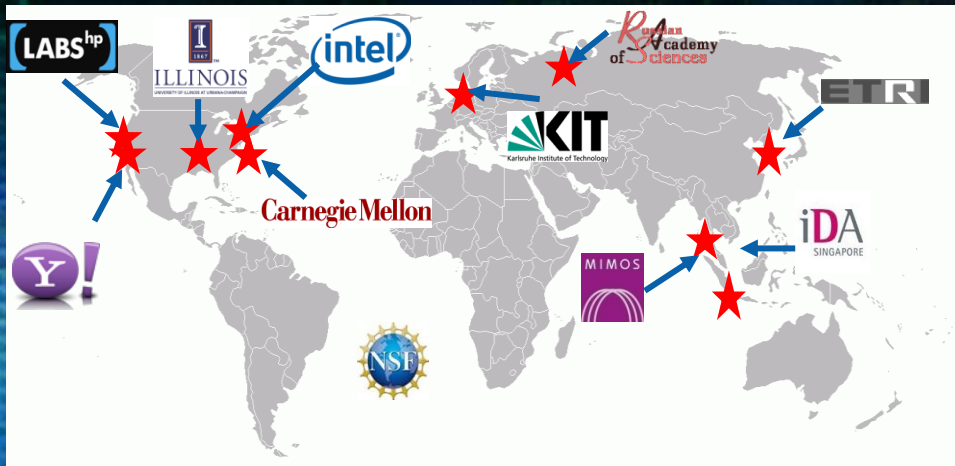 LABS hp
I
1867
ILLINOIS
UNIVERSITY OF ILLINOIS AT URBANA-CHAMPAIGN
intel
Russian
Academy
of Sciences
ETRI
KIT
Karlsruhe Institute of Technology
Carnegie Mellon
iDA
SINGAPORE
Y!
MIMOS
NSF